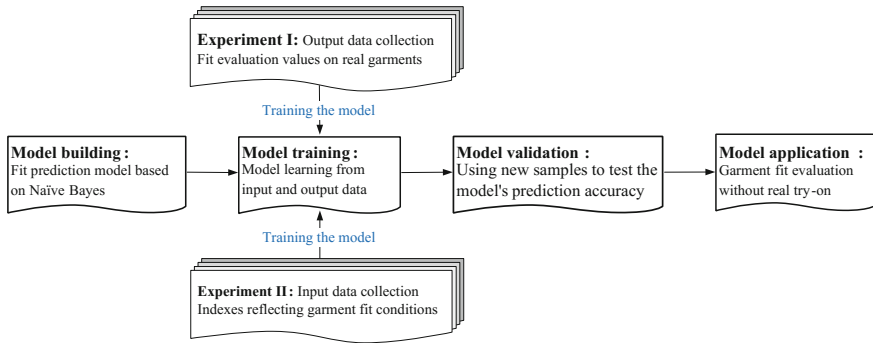 Experiment I: Output data collection
Fit evaluation values on real garments
Training the model
Model building :
Fit prediction model based
on Naïve Bayes
Model training :
Model learning from
input and output data
Model validation :
Using new samples to test the
model's prediction accuracy
Model application :
Garment fit evaluation
without real try-on
Training the model
Experiment II : Input data collection
Indexes reflecting garment fit conditions